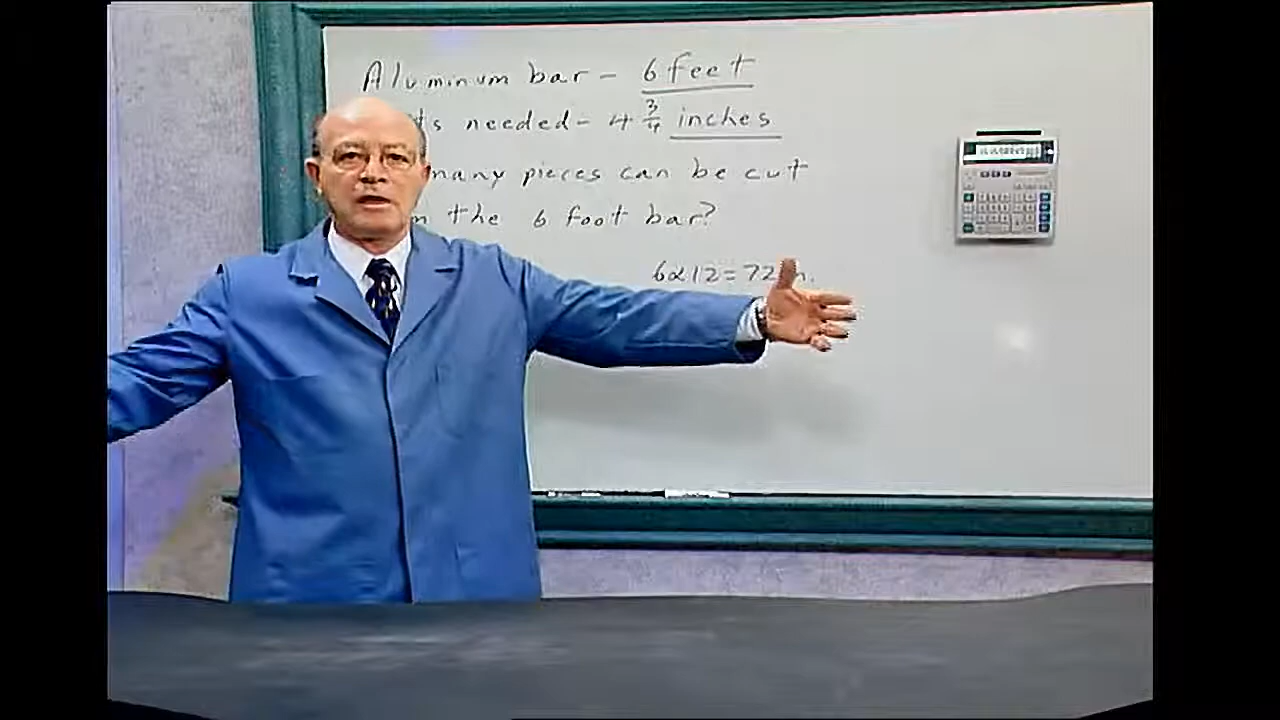 Aluminum bar - 6 feet
ts needed - 4 3/4 inches
many pieces can be cut
the 6 foot bar?
6x12=72